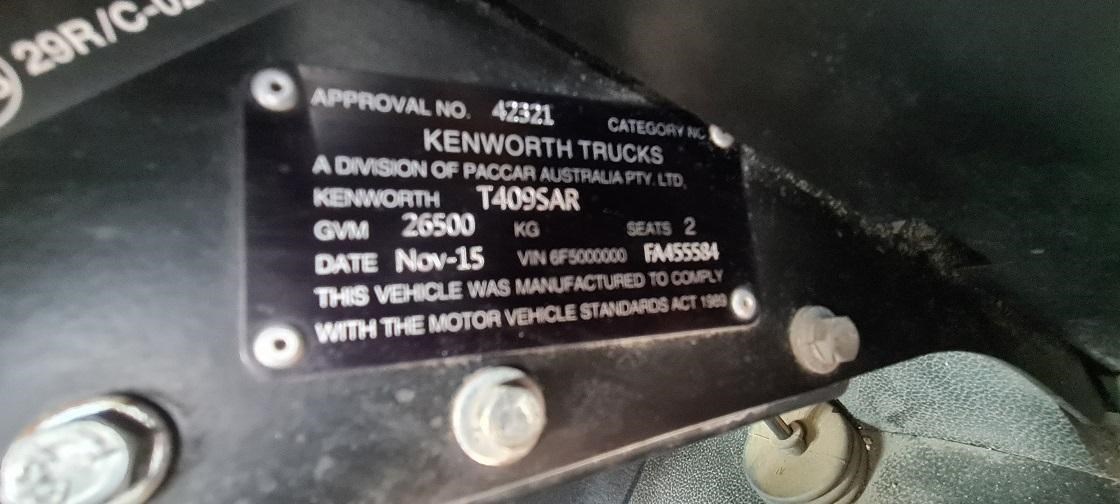 29R/C-02
APPROVAL NO. 42321
CATEGORY NC
KENWORTH TRUCKS
A DIVISION OF PACCAR AUSTRALIA PTY. LTD.
KENWORTH T409SAR
GVM 26500 KG SEATS 2
DATE Nov-15 VIN 6F5000000 FA455584
THIS VEHICLE WAS MANUFACTURED TO COMPLY
WITH THE MOTOR VEHICLE STANDARDS ACT 1989